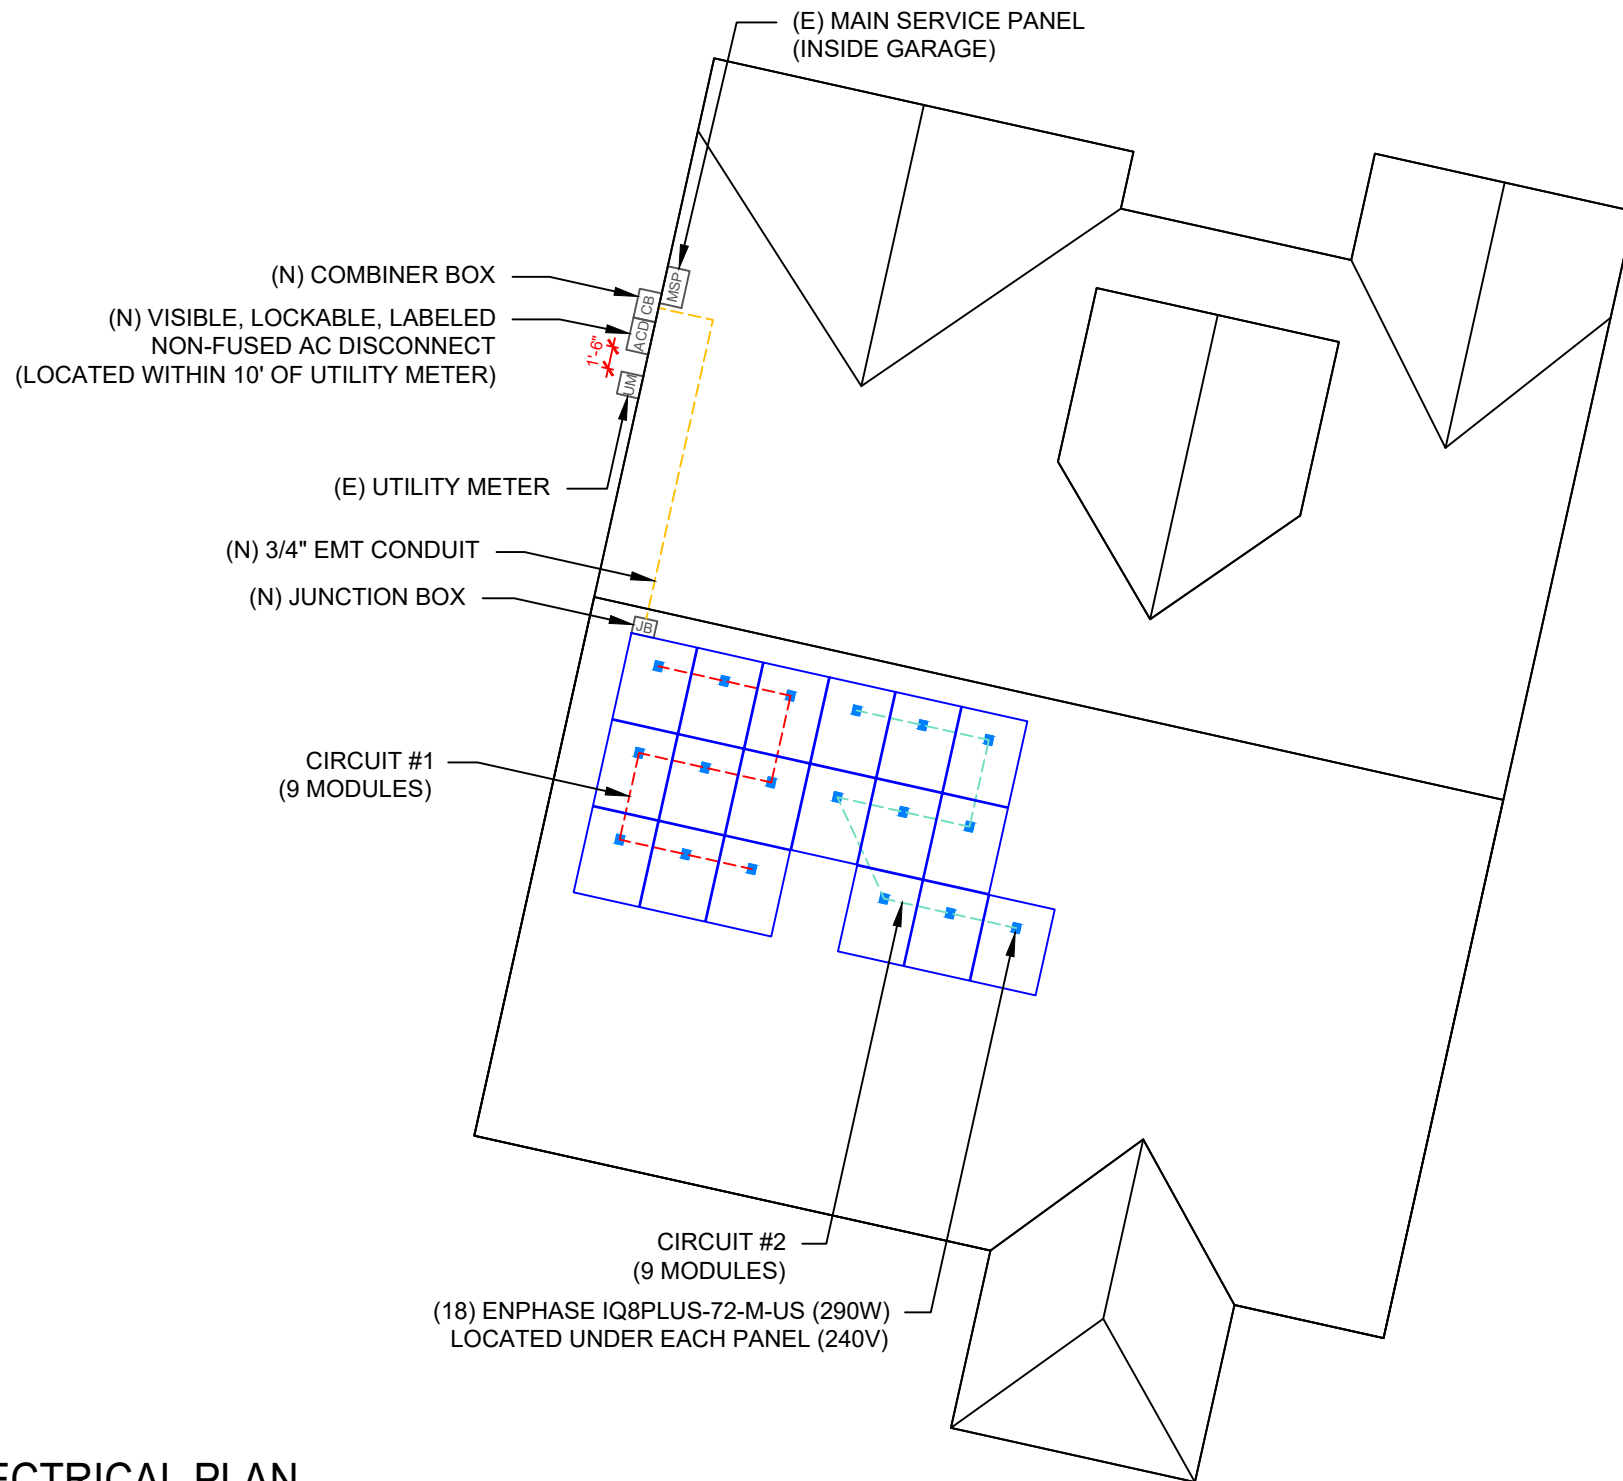 (E) MAIN SERVICE PANEL
(INSIDE GARAGE)
(N) COMBINER BOX
MSP
CB
(N) VISIBLE, LOCKABLE, LABELED
NON-FUSED AC DISCONNECT
(LOCATED WITHIN 10' OF UTILITY METER)
ACD
1'-6"
UM
(E) UTILITY METER
(N) 3/4" EMT CONDUIT
(N) JUNCTION BOX
JB
CIRCUIT #1
(9 MODULES)
CIRCUIT #2
(9 MODULES)
(18) ENPHASE IQ8PLUS-72-M-US (290W)
LOCATED UNDER EACH PANEL (240V)
ECTRICAL PLAN